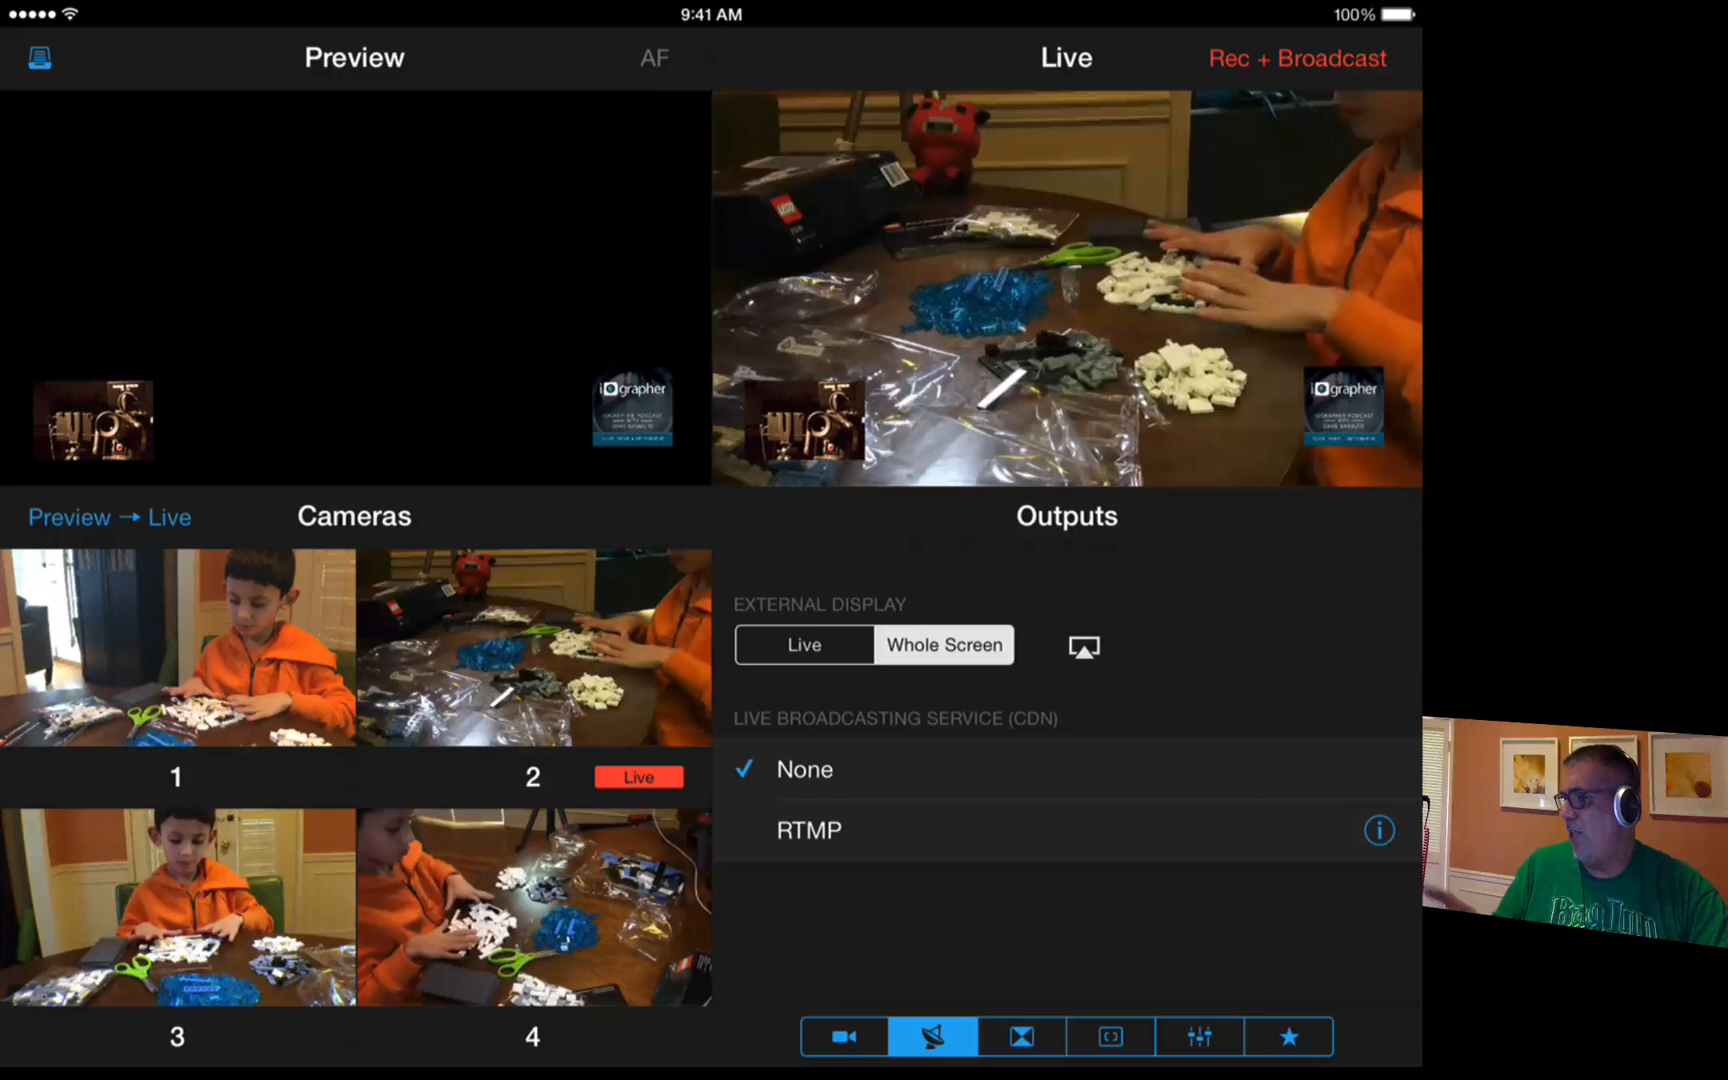 9:41 AM
100%
Preview
AF
Live
Rec + Broadcast
LEGO
iOgrapher
iOgrapher
Preview → Live
Cameras
Outputs
EXTERNAL DISPLAY
Live
Whole Screen
LIVE BROADCASTING SERVICE (CDN)
1
2
Live
None
RTMP
3
4